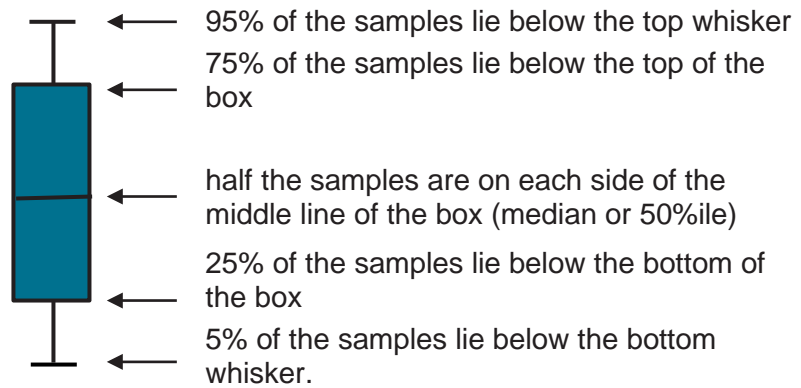 95% of the samples lie below the top whisker
75% of the samples lie below the top of the
box
half the samples are on each side of the
middle line of the box (median or 50%ile)
25% of the samples lie below the bottom of
the box
5% of the samples lie below the bottom
whisker.